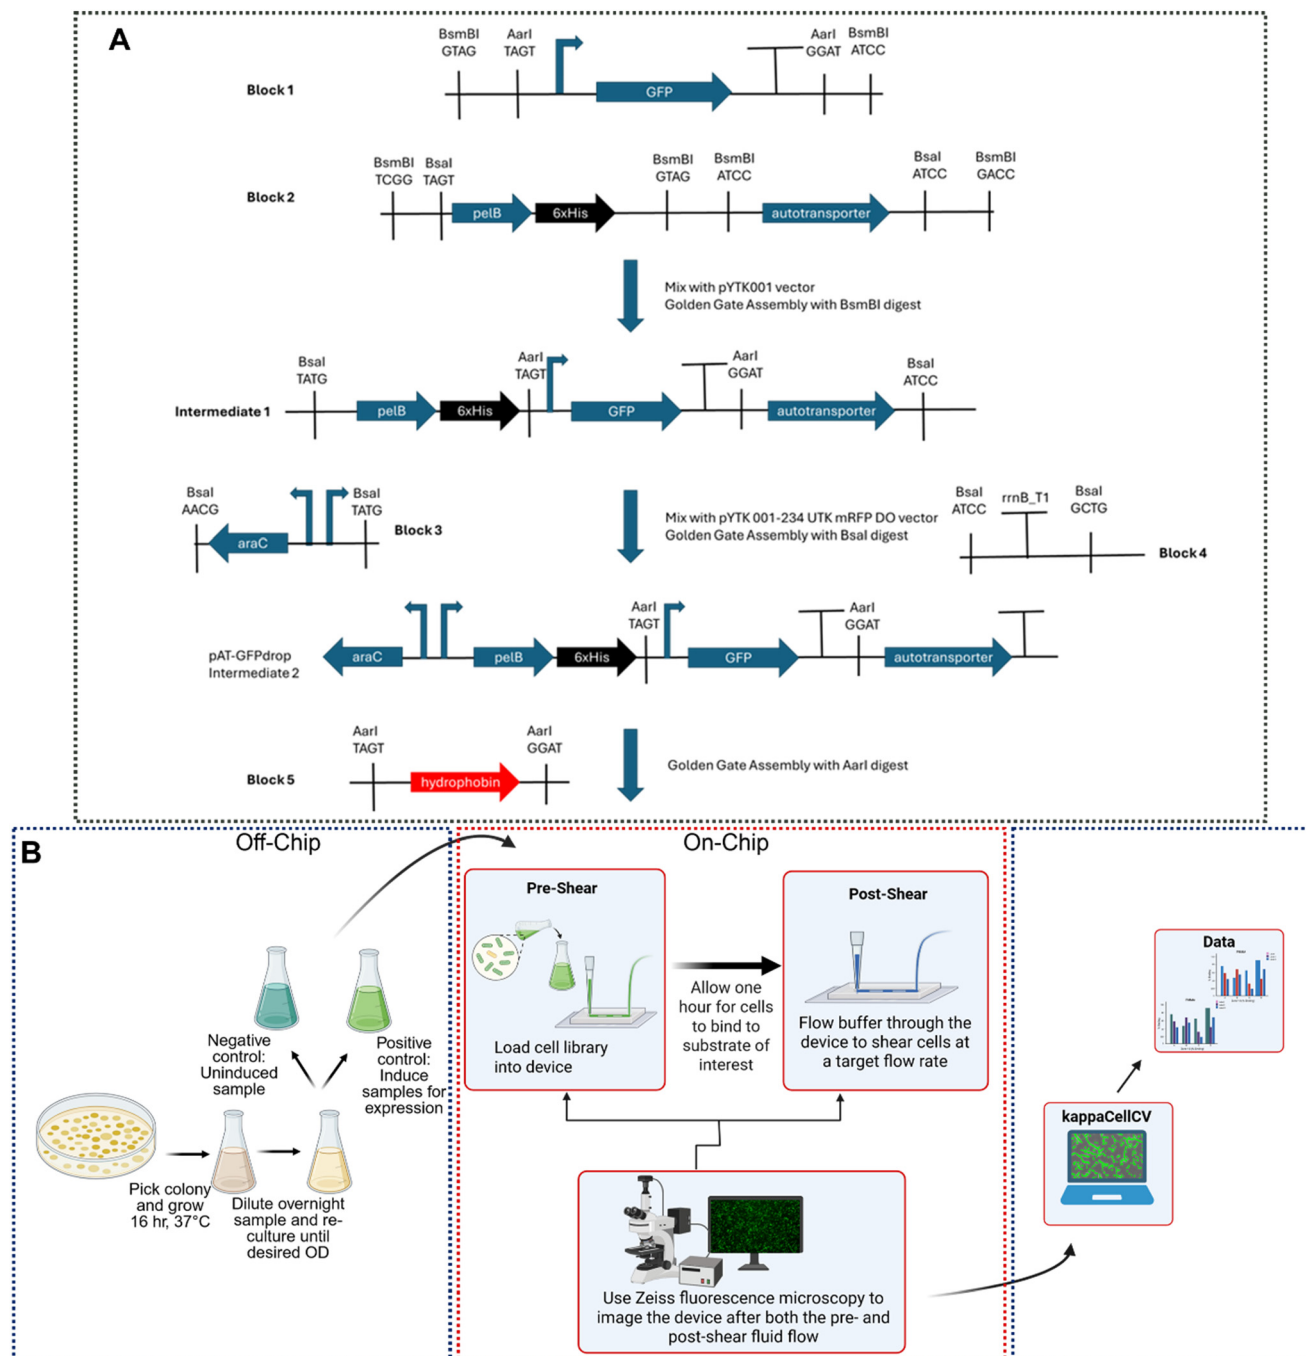 A
BsmBI
GTAG
AarI
TAGT
AarI
GGAT
BsmBI
ATCC
Block 1
GFP
BsmBI
TCGG
BsaI
TAGT
BsmBI
GTAG
BsmBI
ATCC
BsaI
ATCC
BsmBI
GACC
Block 2
pelB
6xHis
autotransporter
Mix with pYTK001 vector
Golden Gate Assembly with BsmBI digest
BsaI
TATG
AarI
TAGT
AarI
GGAT
BsaI
ATCC
Intermediate 1
pelB
6xHis
GFP
autotransporter
BsaI
AACG
BsaI
TATG
araC
Block 3
Mix with pYTK 001-234 UTK mRFP DO vector
Golden Gate Assembly with BsaI digest
BsaI
ATCC
rrnB_T1
BsaI
GCTG
Block 4
AarI
TAGT
AarI
GGAT
pAT-GFPdrop
Intermediate 2
araC
pelB
6xHis
GFP
autotransporter
AarI
TAGT
AarI
GGAT
Block 5
hydrophobin
Golden Gate Assembly with AarI digest
B
Off-Chip
Negative
control:
Uninduced
sample
Positive
control:
Induce
samples for
expression
Pick colony
and grow
16 hr, 37°C
Dilute overnight
sample and re-
culture until
desired OD
On-Chip
Pre-Shear
Load cell library
into device
Allow one
hour for cells
to bind to
substrate of
interest
Post-Shear
Flow buffer through the
device to shear cells at
a target flow rate
Use Zeiss fluorescence microscopy to
image the device after both the pre- and
post-shear fluid flow
Data
kappaCellCV